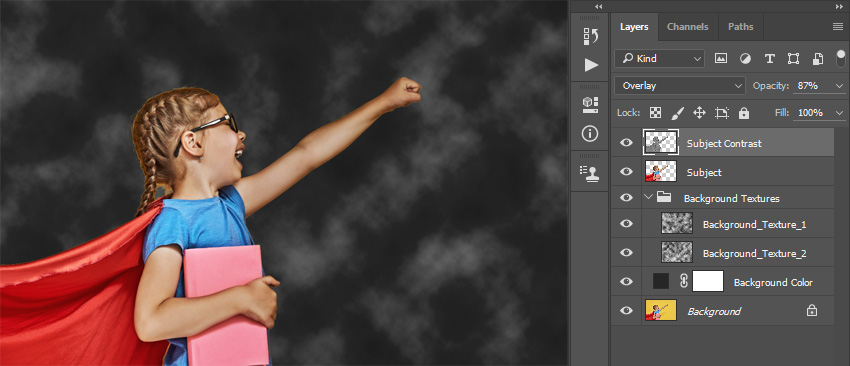 Layers Channels Paths
Kind
Overlay Opacity: 87%
Lock: Fill: 100%
Subject Contrast
Subject
Background Textures
Background_Texture_1
Background_Texture_2
Background Color
Background